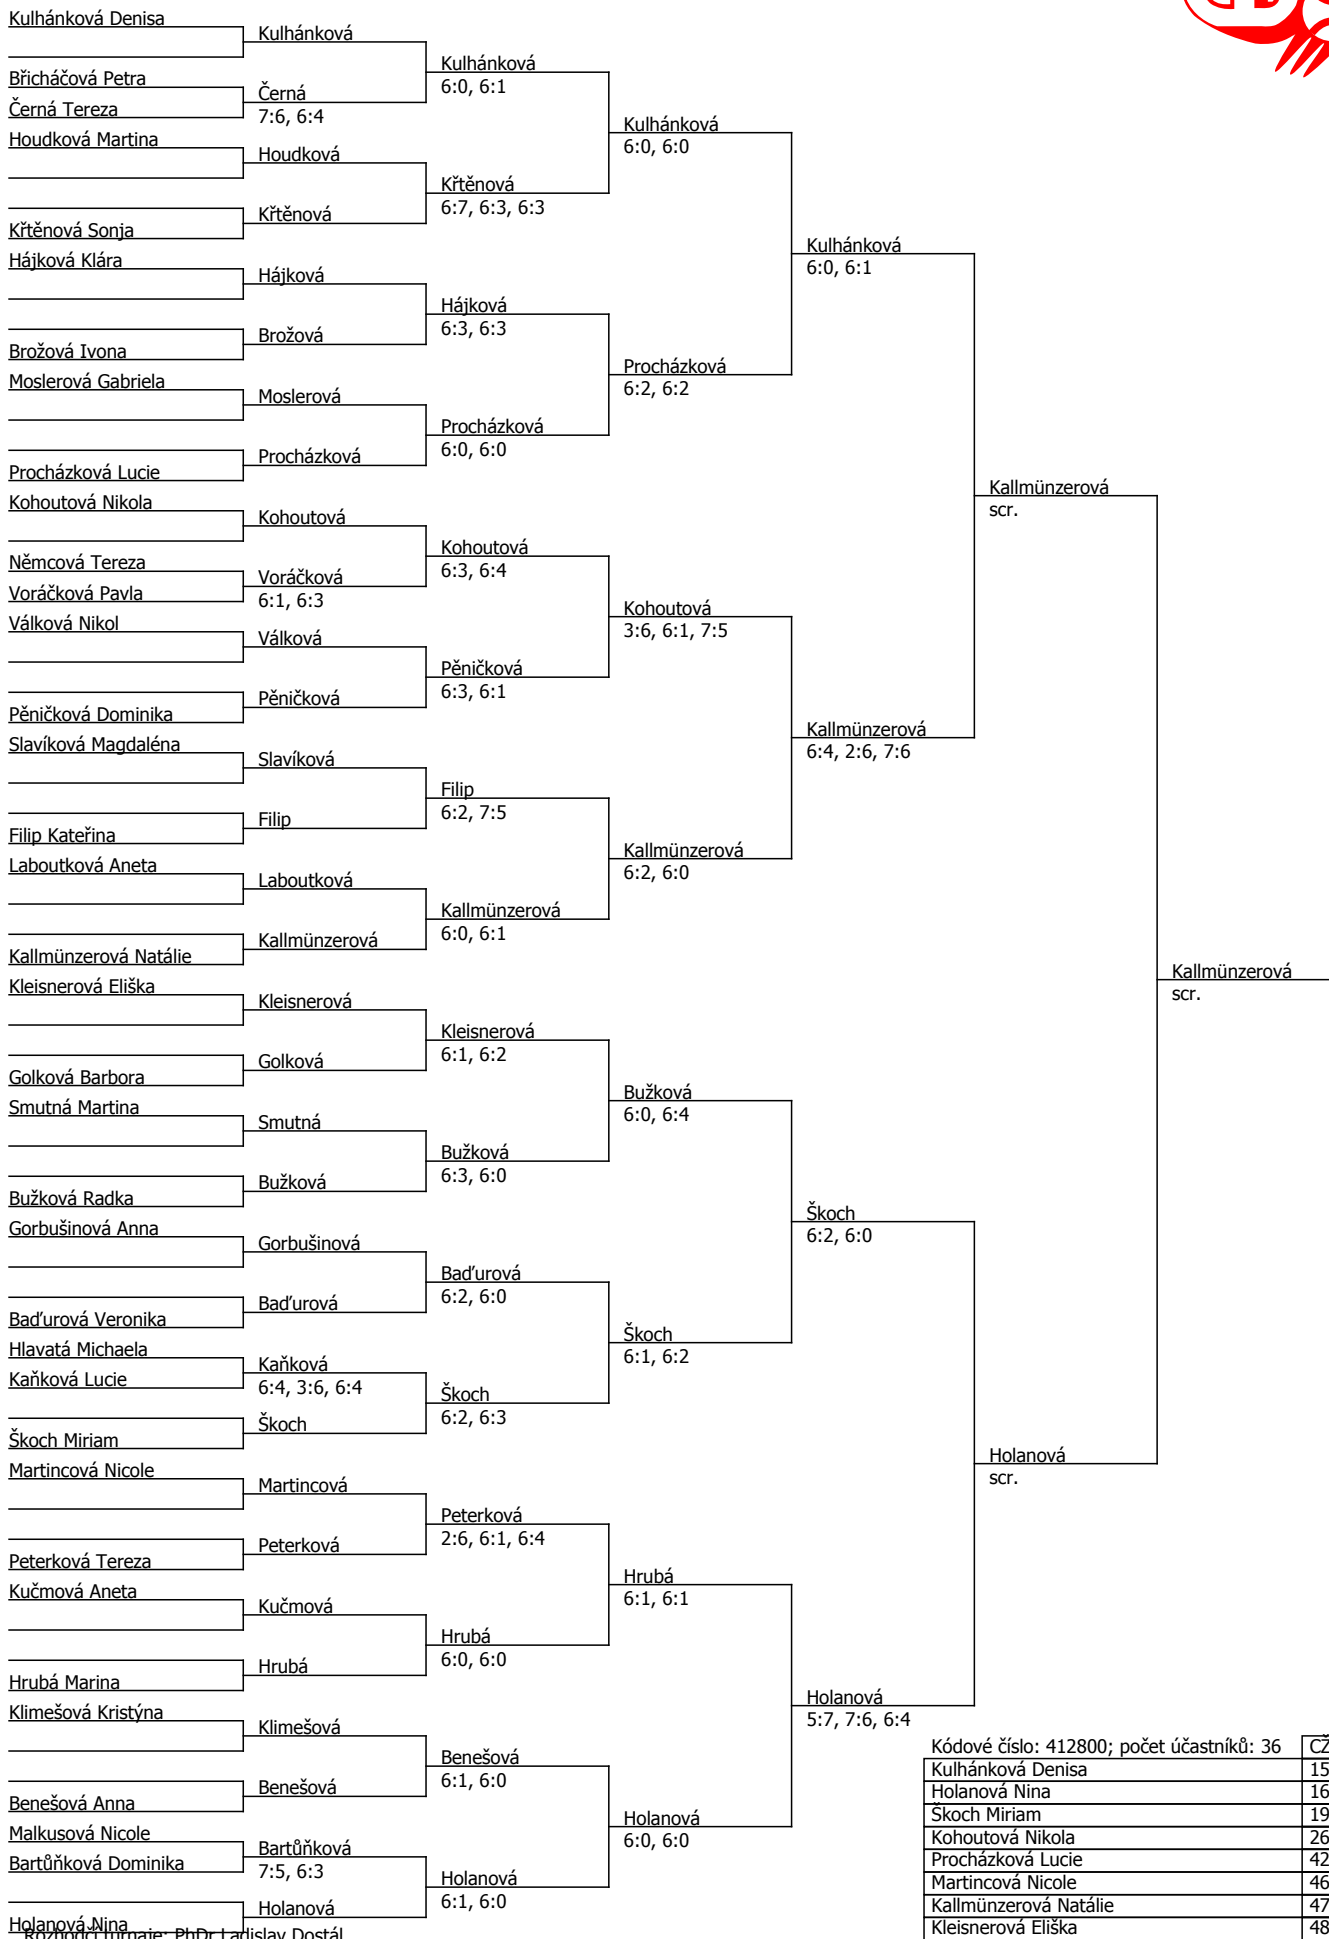 Kulhánková Denisa
Břicháčová Petra
Černá Tereza
Houdková Martina
Křtěnová Sonja
Hájková Klára
Brožová Ivona
Moslerová Gabriela
Procházková Lucie
Kohoutová Nikola
Němcová Tereza
Voráčková Pavla
Válková Nikol
Pěničková Dominika
Slavíková Magdaléna
Filip Kateřina
Laboutková Aneta
Kallmünzerová Natálie
Kleisnerová Eliška
Golková Barbora
Smutná Martina
Bužková Radka
Gorbušinová Anna
Baďurová Veronika
Hlavatá Michaela
Kaňková Lucie
Škoch Miriam
Martincová Nicole
Peterková Tereza
Kučmová Aneta
Hrubá Marina
Klimešová Kristýna
Benešová Anna
Malkusová Nicole
Bartůňková Dominika
Holanová Nina
Rozhodčí turnaje: PhDr.Ladislav Dostál
Kulhánková
Černá
7:6, 6:4
Houdková
Křtěnová
Hájková
Brožová
Moslerová
Procházková
Kohoutová
Voráčková
6:1, 6:3
Válková
Pěničková
Slavíková
Filip
Laboutková
Kallmünzerová
Kleisnerová
Golková
Smutná
Bužková
Gorbušinová
Baďurová
Kaňková
6:4, 3:6, 6:4
Škoch
Martincová
Peterková
Kučmová
Hrubá
Klimešová
Benešová
Bartůňková
7:5, 6:3
Holanová
Kulhánková
6:0, 6:1
Křtěnová
6:7, 6:3, 6:3
Hájková
6:3, 6:3
Procházková
6:0, 6:0
Kohoutová
6:3, 6:4
Pěničková
6:3, 6:1
Filip
6:2, 7:5
Kallmünzerová
6:0, 6:1
Kleisnerová
6:1, 6:2
Bužková
6:3, 6:0
Baďurová
6:2, 6:0
Škoch
6:2, 6:3
Peterková
2:6, 6:1, 6:4
Hrubá
6:0, 6:0
Benešová
6:1, 6:0
Holanová
6:1, 6:0
Kulhánková
6:0, 6:0
Procházková
6:2, 6:2
Kohoutová
3:6, 6:1, 7:5
Kallmünzerová
6:2, 6:0
Bužková
6:0, 6:4
Škoch
6:1, 6:2
Hrubá
6:1, 6:1
Holanová
6:0, 6:0
Kulhánková
6:0, 6:1
Kallmünzerová
6:4, 2:6, 7:6
Škoch
6:2, 6:0
Holanová
5:7, 7:6, 6:4
Kallmünzerová
scr.
Holanová
scr.
Kallmünzerová
scr.
Kódové číslo: 412800; počet účastníků: 36 CŽ
Kulhánková Denisa 15
Holanová Nina 16
Škoch Miriam 19
Kohoutová Nikola 26
Procházková Lucie 42
Martincová Nicole 46
Kallmünzerová Natálie 47
Kleisnerová Eliška 48